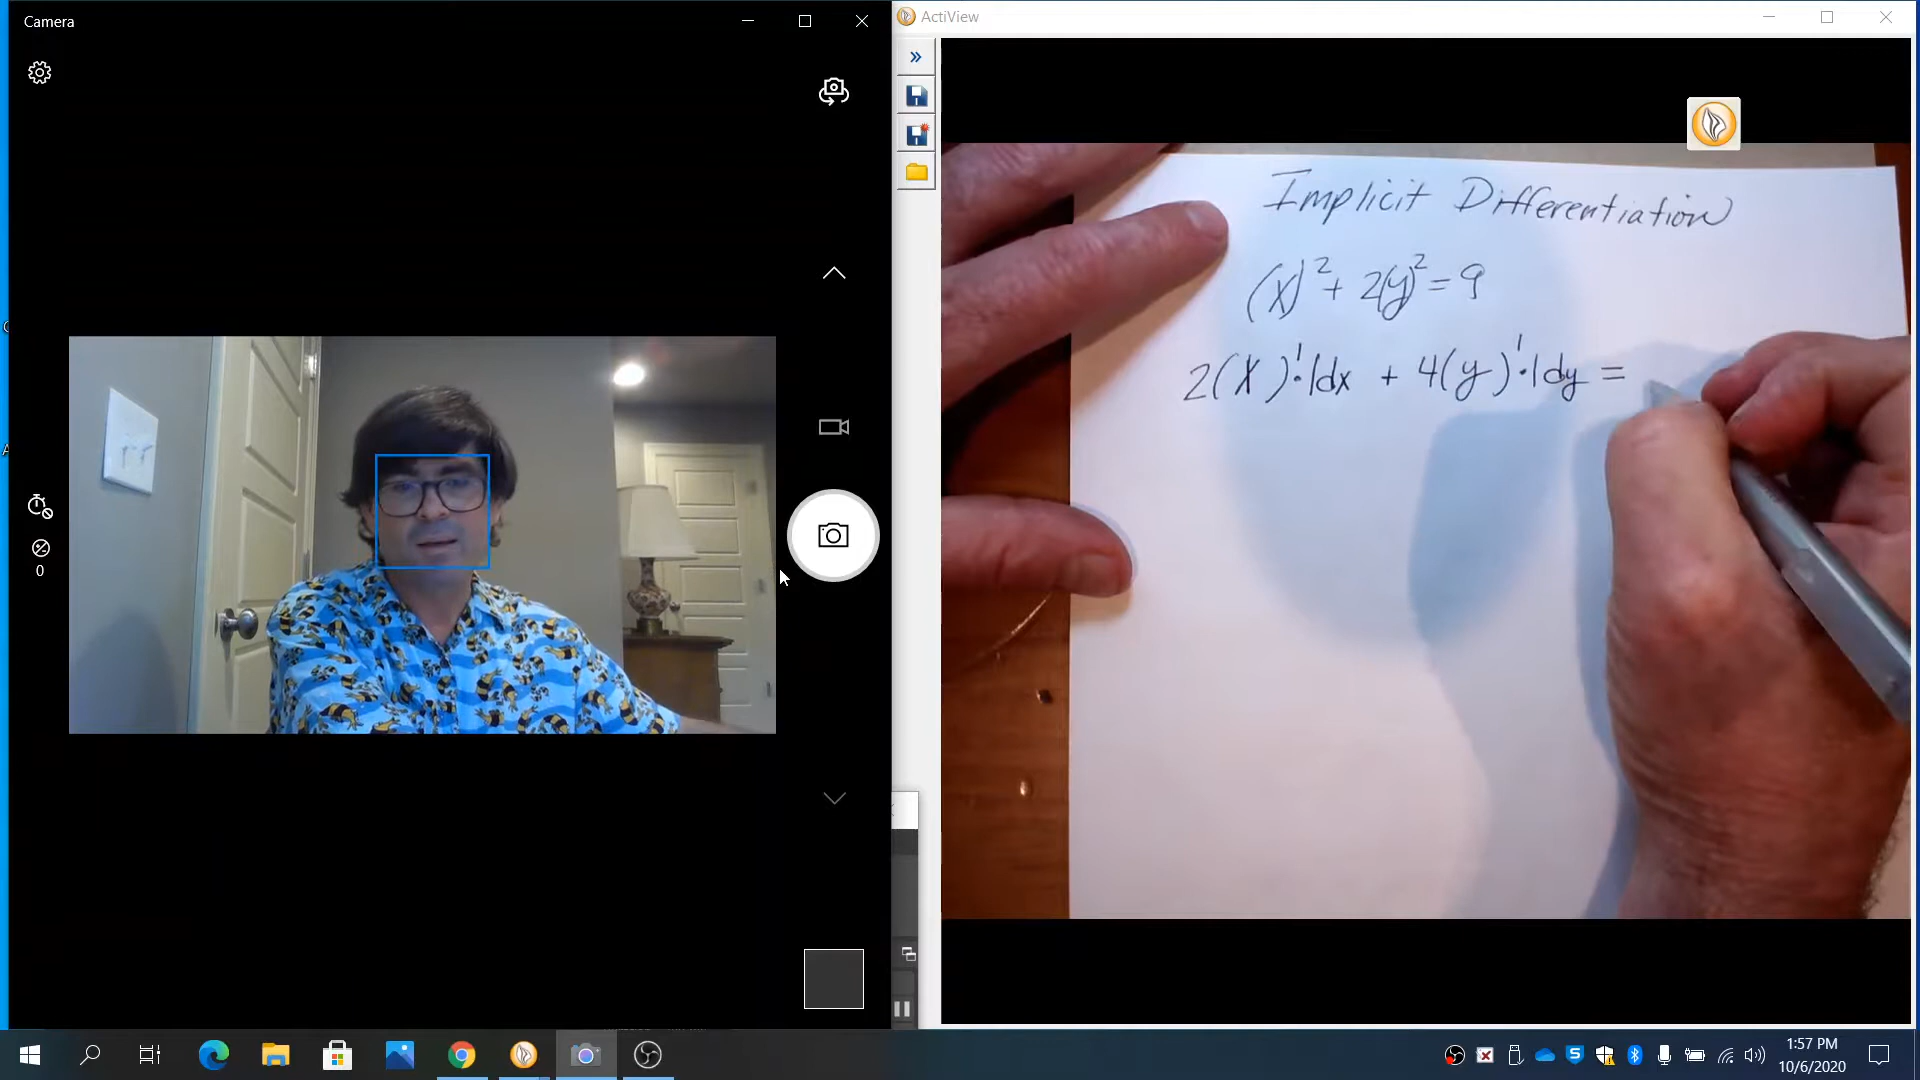 Camera
ActiView
0
Implicit Differentiation
(x)² + 2(y)² = 9
2(x)¹·1dx + 4(y)¹·1dy =
1:57 PM
10/6/2020